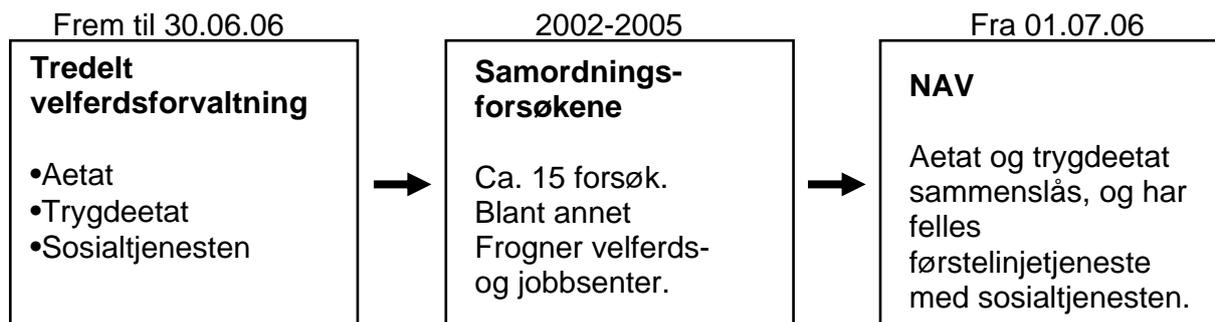 Frem til 30.06.06
Tredelt
velferdsforvaltning
•Aetat
•Trygdeetat
•Sosialtjenesten
2002-2005
Samordnings-
forsøkene
Ca. 15 forsøk.
Blant annet
Frogner velferds-
og jobbsenter.
Fra 01.07.06
NAV
Aetat og trygdeetat
sammenslås, og har
felles
førstelinjetjeneste
med sosialtjenesten.